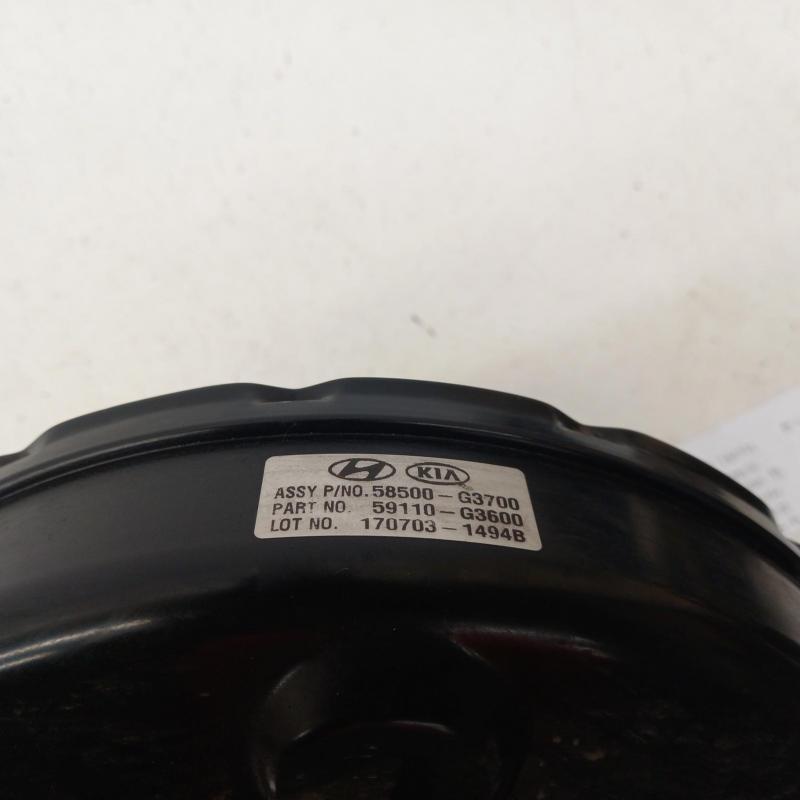 KIA
ASSY P/NO. 58500-G3700
PART NO. 59110-G3600
LOT NO. 170703-1494B